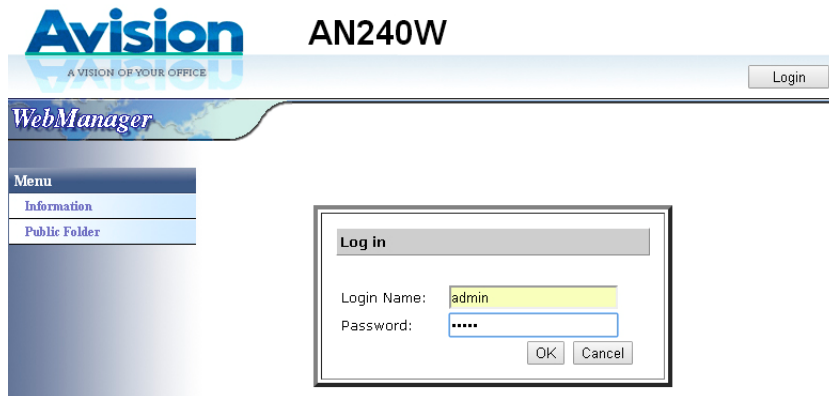 Avision
AN240W
A VISION OF YOUR OFFICE
Login
WebManager
Menu
Information
Public Folder
Log in
Login Name: admin
Password: •••••
OK Cancel